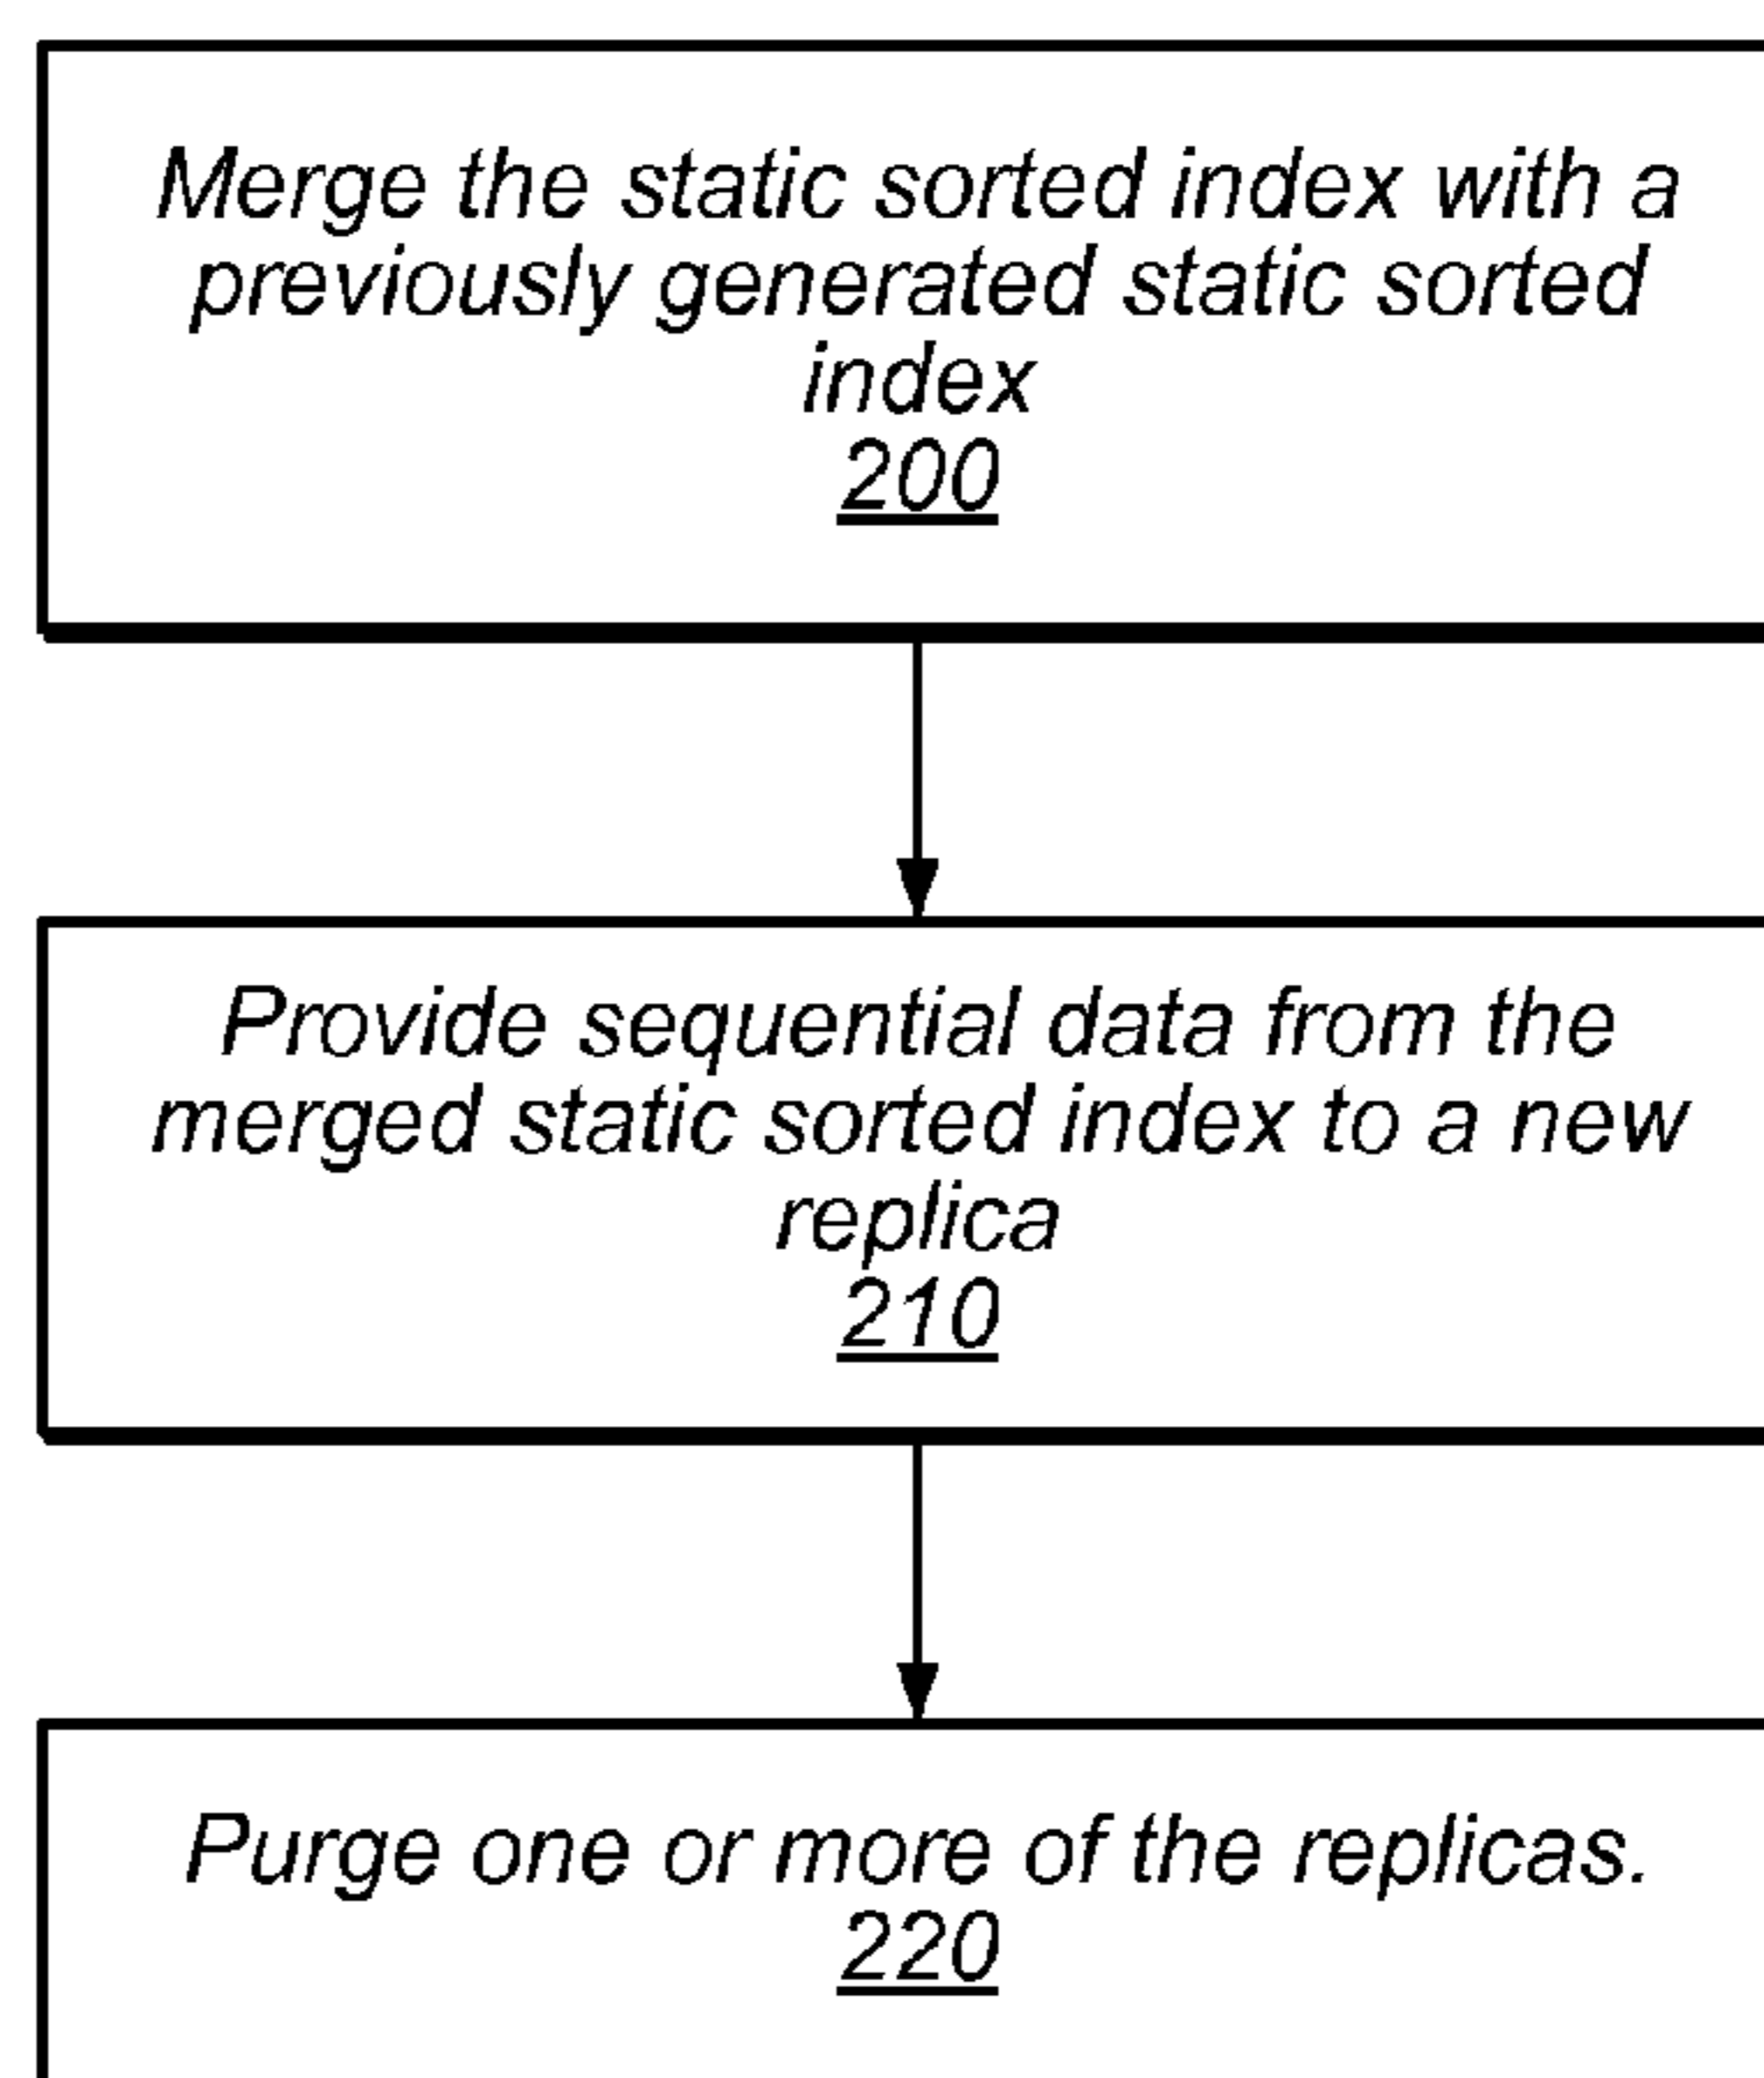 Merge the static sorted index with a
previously generated static sorted
index
200
Provide sequential data from the
merged static sorted index to a new
replica
210
Purge one or more of the replicas.
220